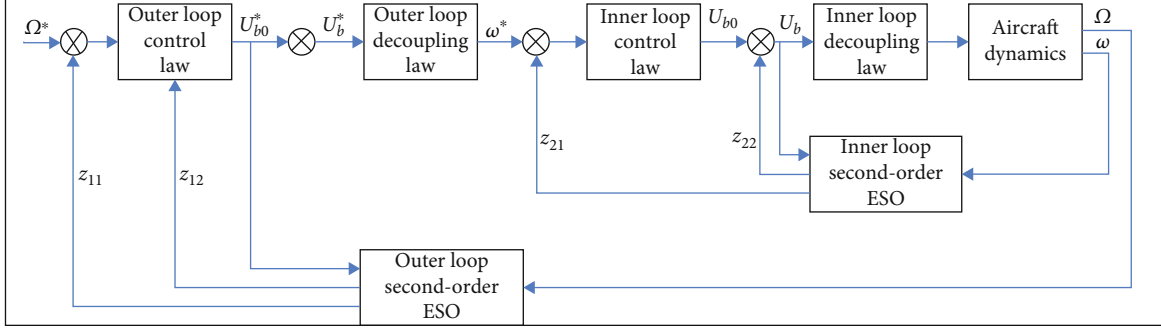 Ω*
Outer loop
control
law
U*b0
U*b
Outer loop
decoupling
law
ω*
Inner loop
control
law
Ub0
Ub
Inner loop
decoupling
law
Aircraft
dynamics
Ω
ω
z11
z12
z21
z22
Inner loop
second-order
ESO
Outer loop
second-order
ESO